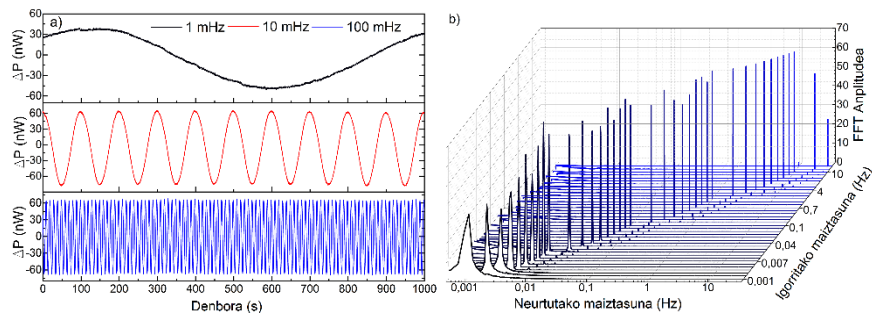 a)
1 mHz 10 mHz 100 mHz
ΔP (nW)
60
30
0
-30
-60
ΔP (nW)
60
30
0
-30
-60
ΔP (nW)
60
30
0
-30
-60
0 100 200 300 400 500 600 700 800 900 1000
Denbora (s)
b)
70
60
50
40
30
20
10
0
FFT Anplitudea
10
4
0,7
0,1
0,04
0,007
0,001
Igorritako maiztasuna (Hz)
0,001 0,01 0,1 1 10
Neurtutako maiztasuna (Hz)